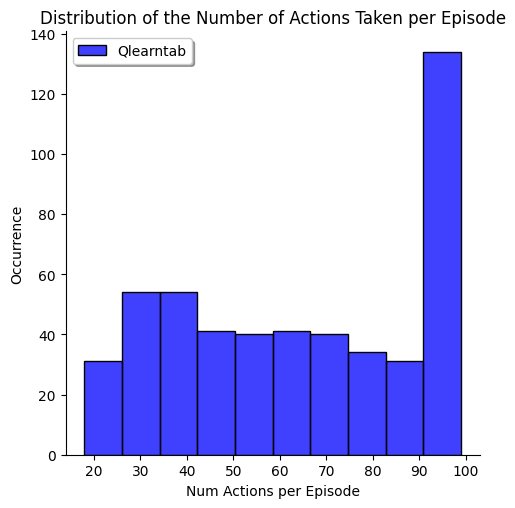 Distribution of the Number of Actions Taken per Episode
Qlearntab
Occurrence
140
120
100
80
60
40
20
0
20 30 40 50 60 70 80 90 100
Num Actions per Episode